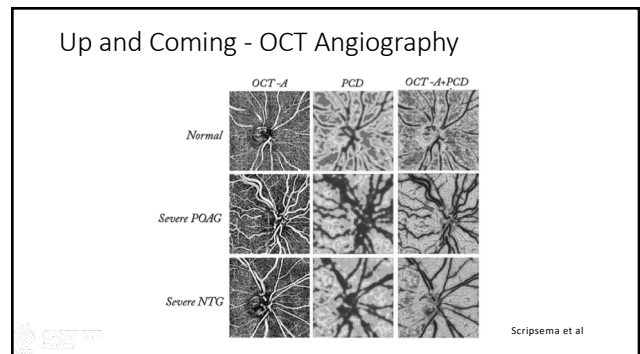 Up and Coming - OCT Angiography
OCT -A PCD OCT -A+PCD
Normal
Severe POAG
Severe NTG
Scripsema et al